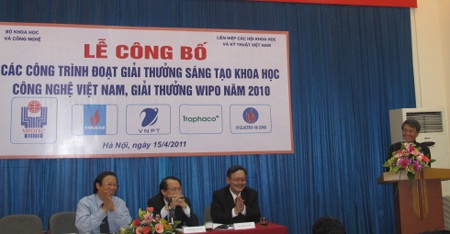 BỘ KHOA HỌC
VÀ CÔNG NGHỆ
LIÊN HIỆP CÁC HỘI KHOA HỌC
VÀ KỸ THUẬT VIỆT NAM
LỄ CÔNG BỐ
CÁC CÔNG TRÌNH ĐOẠT GIẢI THƯỞNG SÁNG TẠO KHOA HỌC
CÔNG NGHỆ VIỆT NAM, GIẢI THƯỞNG WIPO NĂM 2010
VIFOTEC
VNPT
Traphaco
Hà Nội, ngày 15/4/2011